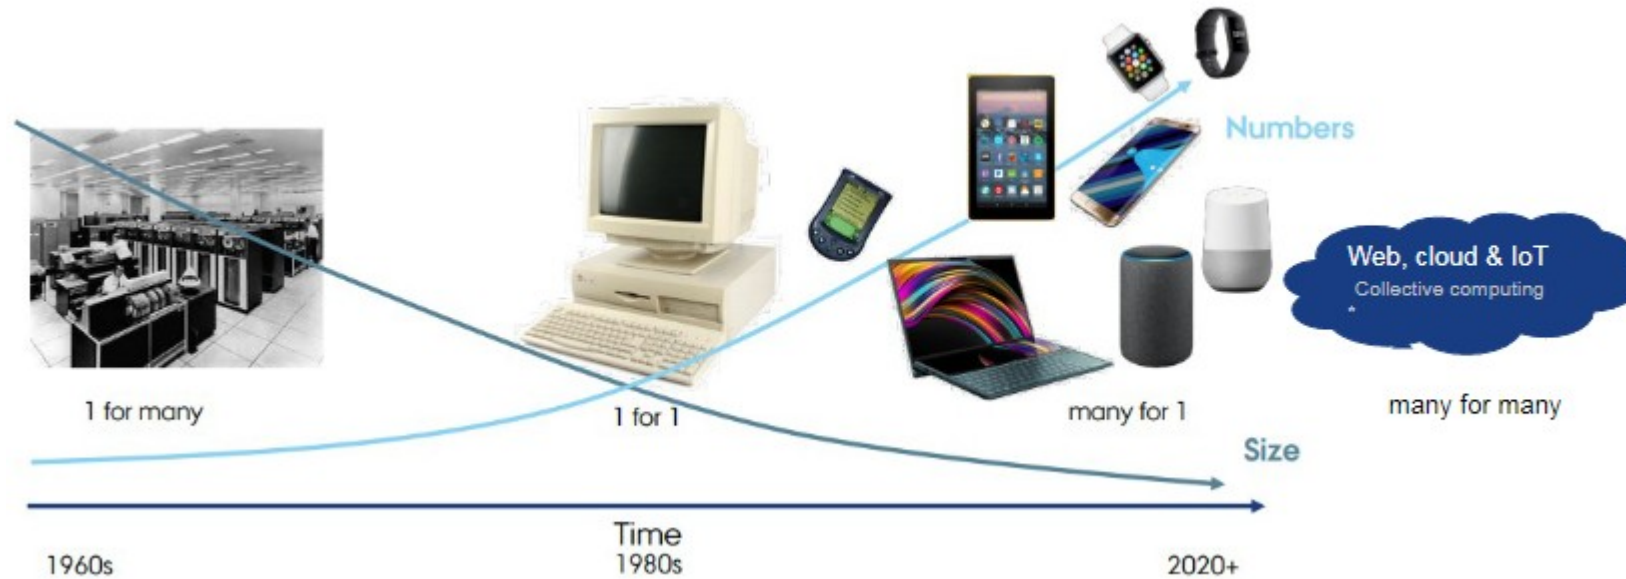 Numbers
Web, cloud & IoT
Collective computing
*
1 for many
1 for 1
many for 1
many for many
Size
Time
1960s
1980s
2020+